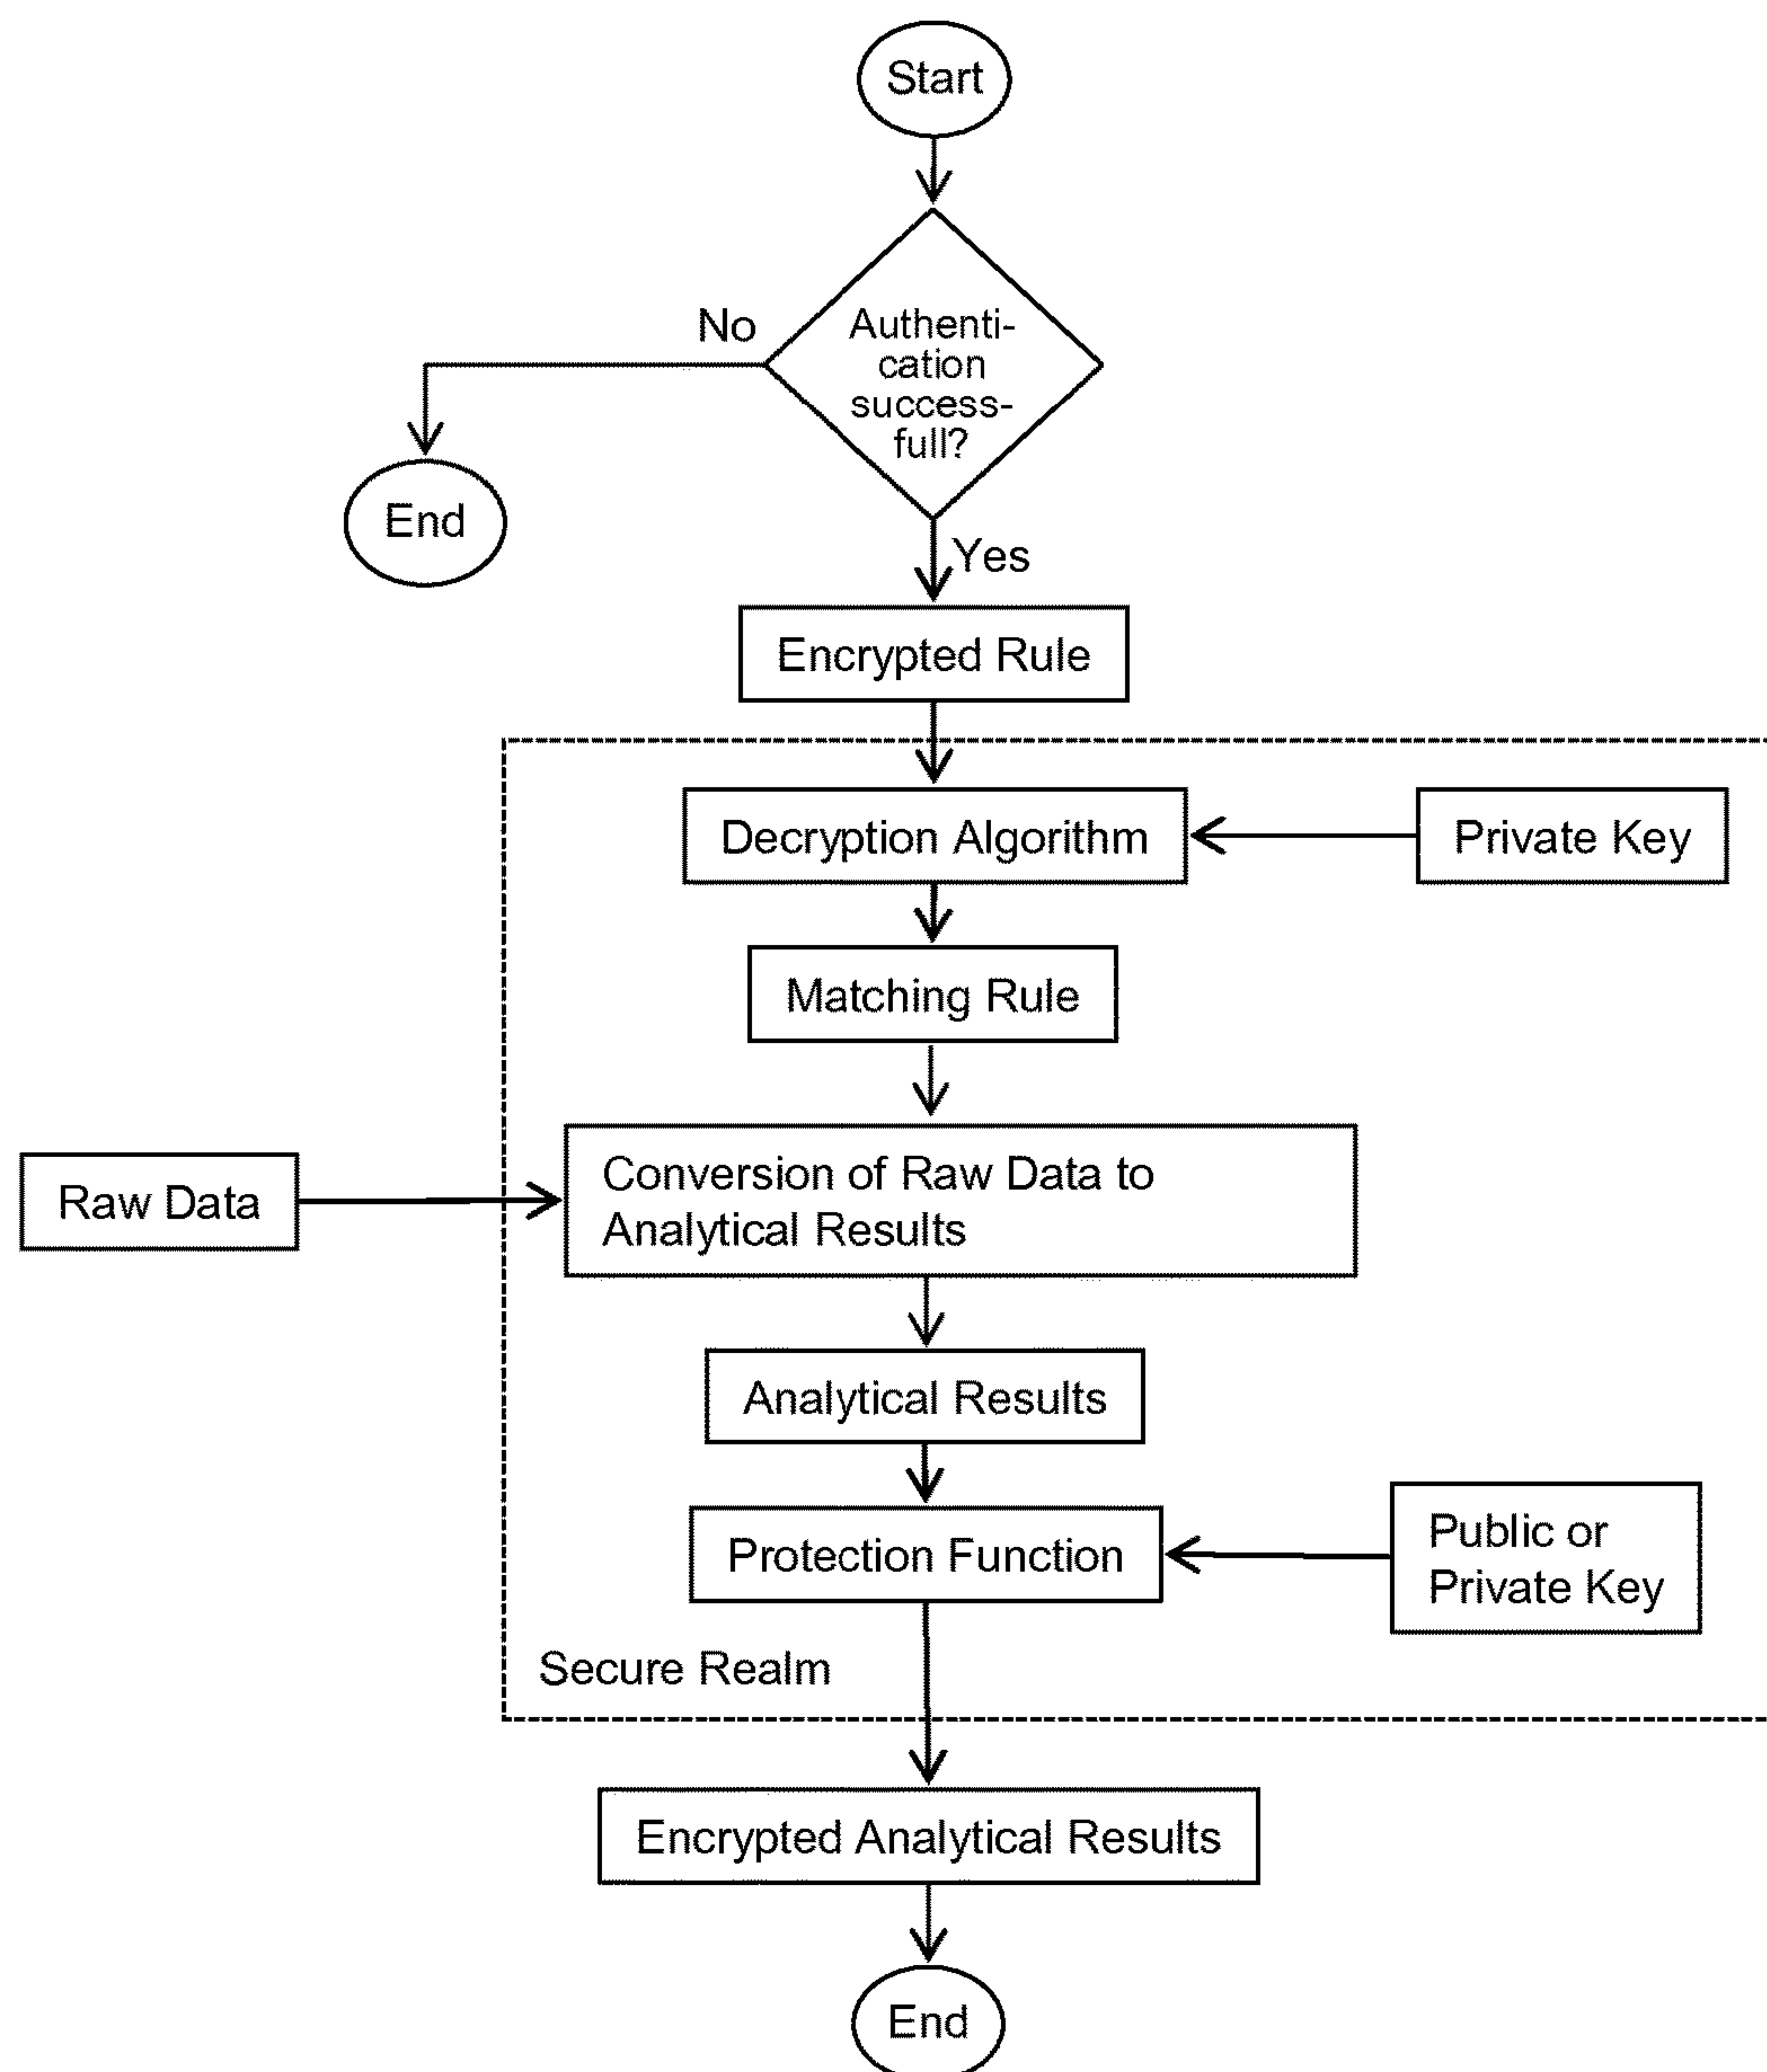 Start
No
Authenti-
cation
success-
full?
End
Yes
Encrypted Rule
Decryption Algorithm
Private Key
Matching Rule
Raw Data
Conversion of Raw Data to
Analytical Results
Analytical Results
Protection Function
Public or
Private Key
Secure Realm
Encrypted Analytical Results
End